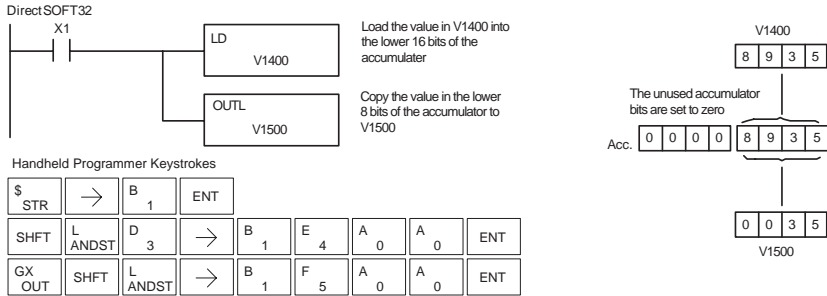 DirectSOFT32
X1
LD
V1400
Load the value in V1400 into
the lower 16 bits of the
accumulater
OUTL
V1500
Copy the value in the lower
8 bits of the accumulator to
V1500
V1400
8 9 3 5
The unused accumulator
bits are set to zero
Acc. 0 0 0 0 8 9 3 5
0 0 3 5
V1500
Handheld Programmer Keystrokes
$ STR → B 1 ENT
SHFT L ANDST D 3 → B 1 E 4 A 0 A 0 ENT
GX OUT SHFT L ANDST → B 1 F 5 A 0 A 0 ENT